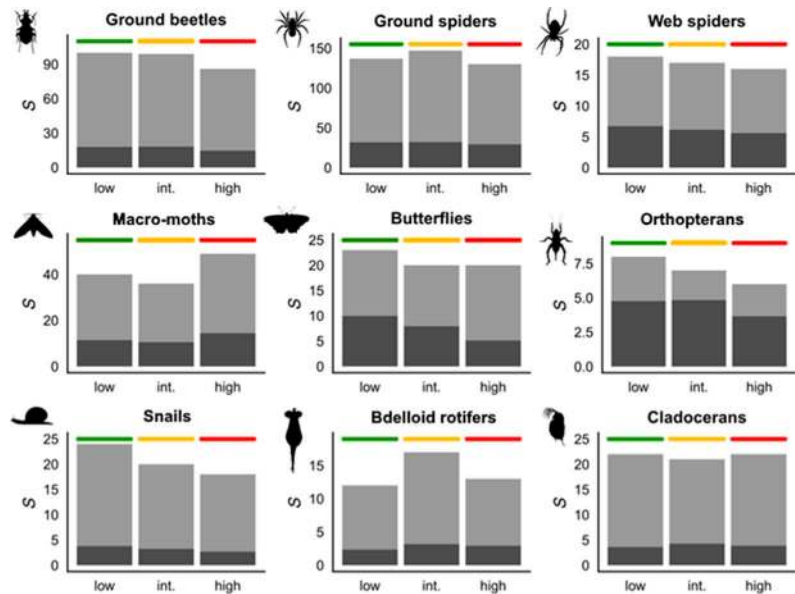 Ground beetles
S
90
60
30
0
low int. high
Ground spiders
S
150
100
50
0
low int. high
Web spiders
S
20
15
10
5
0
low int. high
Macro-moths
S
40
20
0
low int. high
Butterflies
S
25
20
15
10
5
0
low int. high
Orthopterans
S
7.5
5.0
2.5
0.0
low int. high
Snails
S
25
20
15
10
5
0
low int. high
Bdelloid rotifers
S
15
10
5
0
low int. high
Cladocerans
S
25
20
15
10
5
0
low int. high